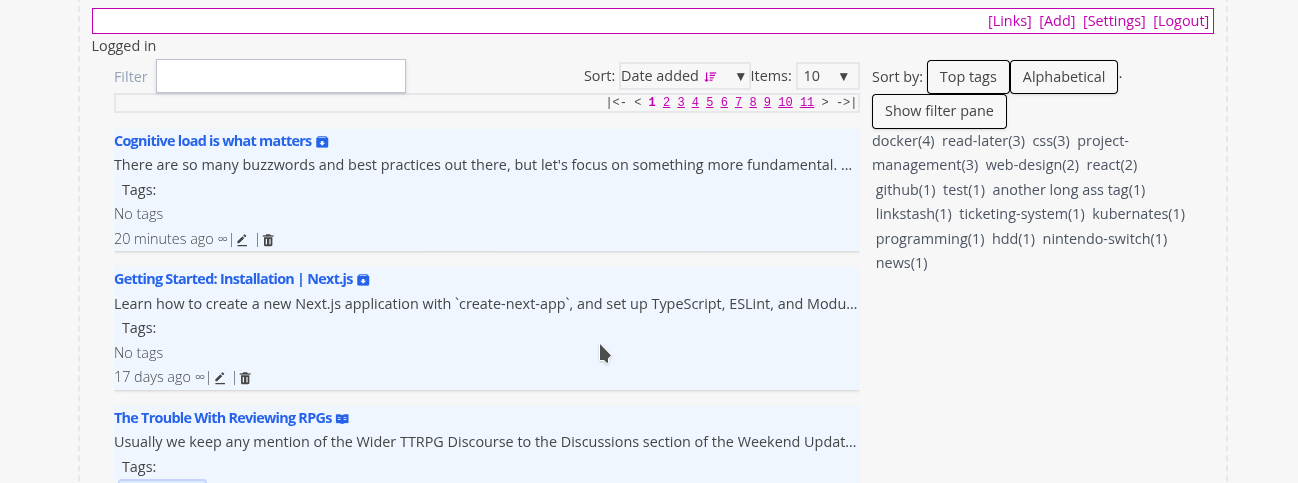 [Links] [Add] [Settings] [Logout]
Logged in
Filter Sort: Date added ▼ Items: 10 ▼ Sort by: Top tags Alphabetical ·
|<- < 1 2 3 4 5 6 7 8 9 10 11 > ->|
Show filter pane
Cognitive load is what matters
There are so many buzzwords and best practices out there, but let's focus on something more fundamental. ...
Tags:
No tags
20 minutes ago ∞| |
Getting Started: Installation | Next.js
Learn how to create a new Next.js application with `create-next-app`, and set up TypeScript, ESLint, and Modu...
Tags:
No tags
17 days ago ∞| |
The Trouble With Reviewing RPGs
Usually we keep any mention of the Wider TTRPG Discourse to the Discussions section of the Weekend Updat...
Tags:
docker(4) read-later(3) css(3) project-
management(3) web-design(2) react(2)
github(1) test(1) another long ass tag(1)
linkstash(1) ticketing-system(1) kubernates(1)
programming(1) hdd(1) nintendo-switch(1)
news(1)